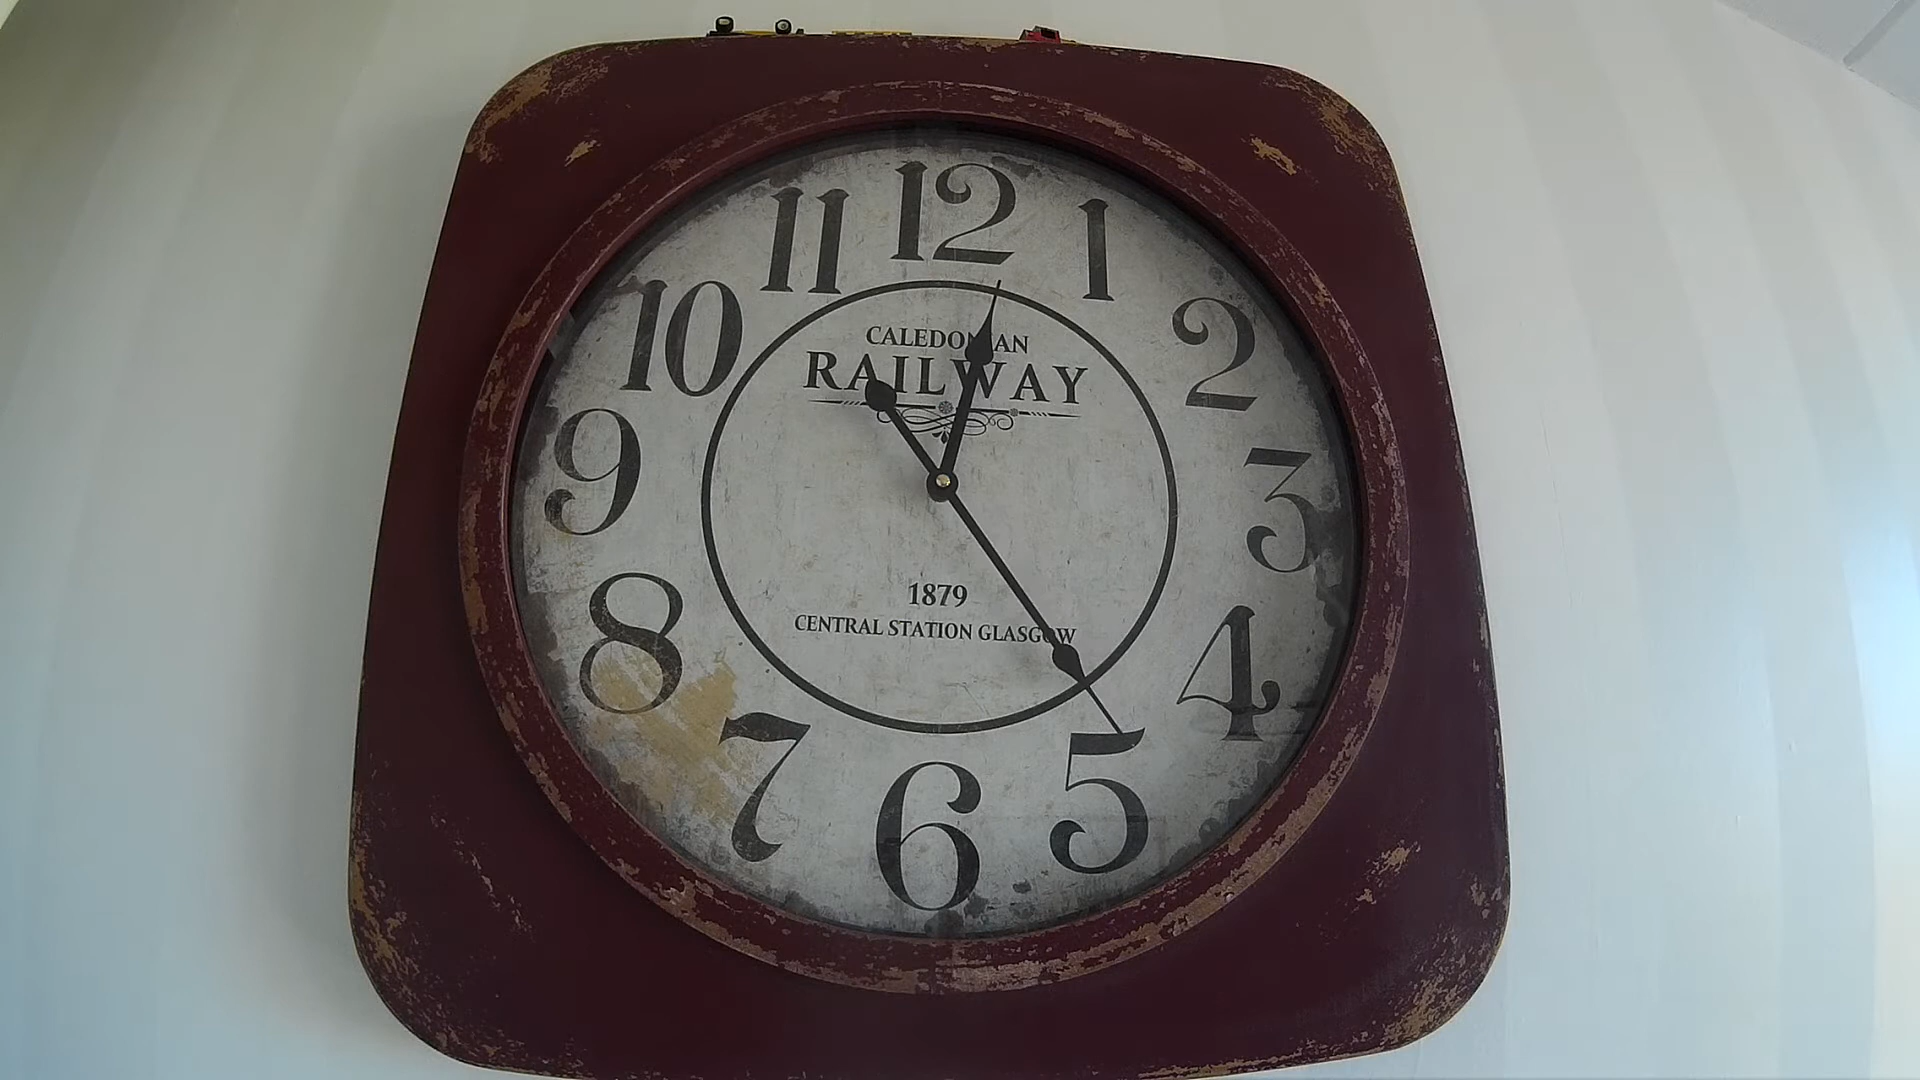 12
11 1
10 2
CALEDONIAN
RAILWAY
9 3
1879
CENTRAL STATION GLASGOW
8 4
7 5
6